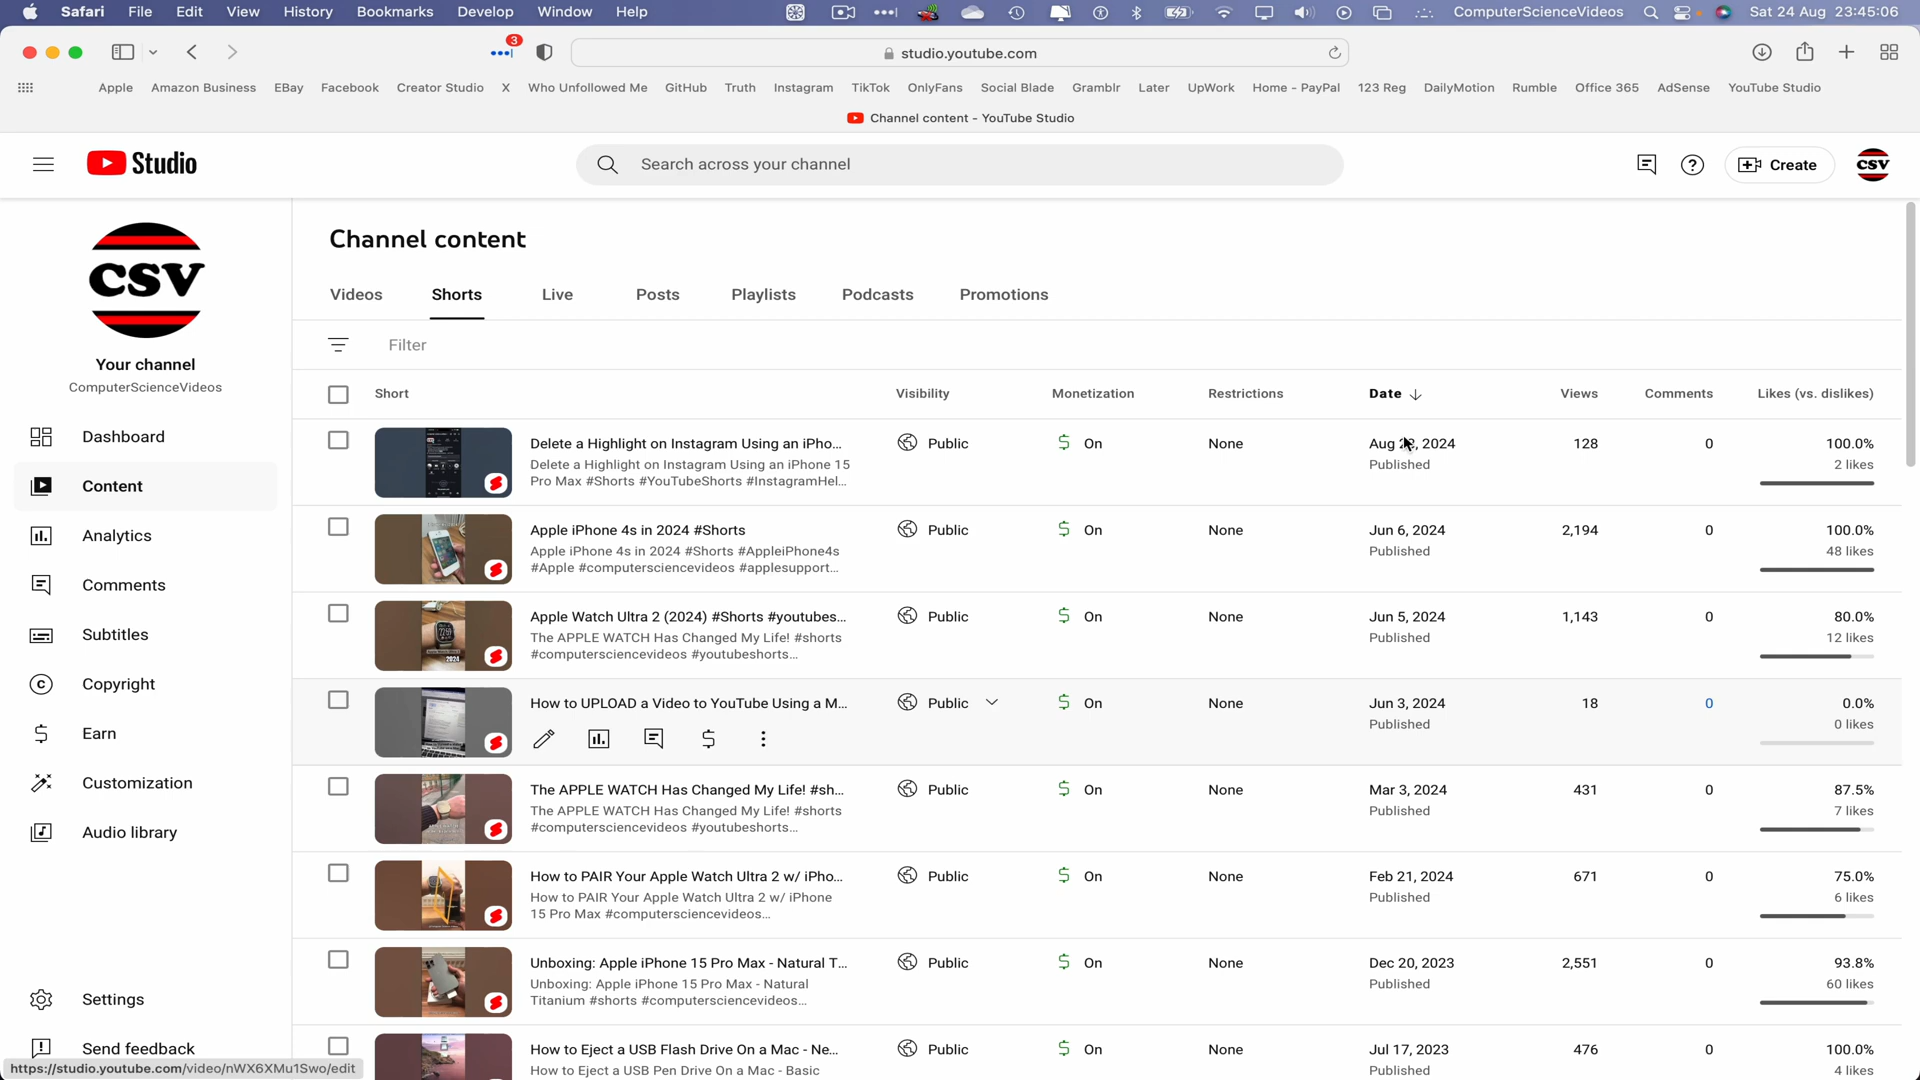 Safari File Edit View History Bookmarks Develop Window Help ComputerScienceVideos Sat 24 Aug 23:45:06
3 studio.youtube.com
Apple Amazon Business EBay Facebook Creator Studio X Who Unfollowed Me GitHub Truth Instagram TikTok OnlyFans Social Blade Gramblr Later UpWork Home - PayPal 123 Reg DailyMotion Rumble Office 365 AdSense YouTube Studio
Channel content - YouTube Studio
Studio Search across your channel Create CSV
CSV
Your channel
ComputerScienceVideos
Dashboard
Content
Analytics
Comments
Subtitles
Copyright
Earn
Customization
Audio library
Settings
Send feedback
https://studio.youtube.com/video/nWX6XMu1Swo/edit
Channel content
Videos Shorts Live Posts Playlists Podcasts Promotions
Filter
Short Visibility Monetization Restrictions Date Views Comments Likes (vs. dislikes)
Delete a Highlight on Instagram Using an iPho... Public On None Aug 2, 2024 128 0 100.0%
Delete a Highlight on Instagram Using an iPhone 15 Published 2 likes
Pro Max #Shorts #YouTubeShorts #InstagramHel...
Apple iPhone 4s in 2024 #Shorts Public On None Jun 6, 2024 2,194 0 100.0%
Apple iPhone 4s in 2024 #Shorts #AppleiPhone4s Published 48 likes
#Apple #computersciencevideos #applesupport...
Apple Watch Ultra 2 (2024) #Shorts #youtubes... Public On None Jun 5, 2024 1,143 0 80.0%
The APPLE WATCH Has Changed My Life! #shorts Published 12 likes
#computersciencevideos #youtubeshorts...
2024
How to UPLOAD a Video to YouTube Using a M... Public On None Jun 3, 2024 18 0 0.0%
Published 0 likes
The APPLE WATCH Has Changed My Life! #sh... Public On None Mar 3, 2024 431 0 87.5%
The APPLE WATCH Has Changed My Life! #shorts Published 7 likes
#computersciencevideos #youtubeshorts...
How to PAIR Your Apple Watch Ultra 2 w/ iPho... Public On None Feb 21, 2024 671 0 75.0%
How to PAIR Your Apple Watch Ultra 2 w/ iPhone Published 6 likes
15 Pro Max #computersciencevideos...
Unboxing: Apple iPhone 15 Pro Max - Natural T... Public On None Dec 20, 2023 2,551 0 93.8%
Unboxing: Apple iPhone 15 Pro Max - Natural Published 60 likes
Titanium #shorts #computersciencevideos...
How to Eject a USB Flash Drive On a Mac - Ne... Public On None Jul 17, 2023 476 0 100.0%
How to Eject a USB Pen Drive On a Mac - Basic Published 4 likes